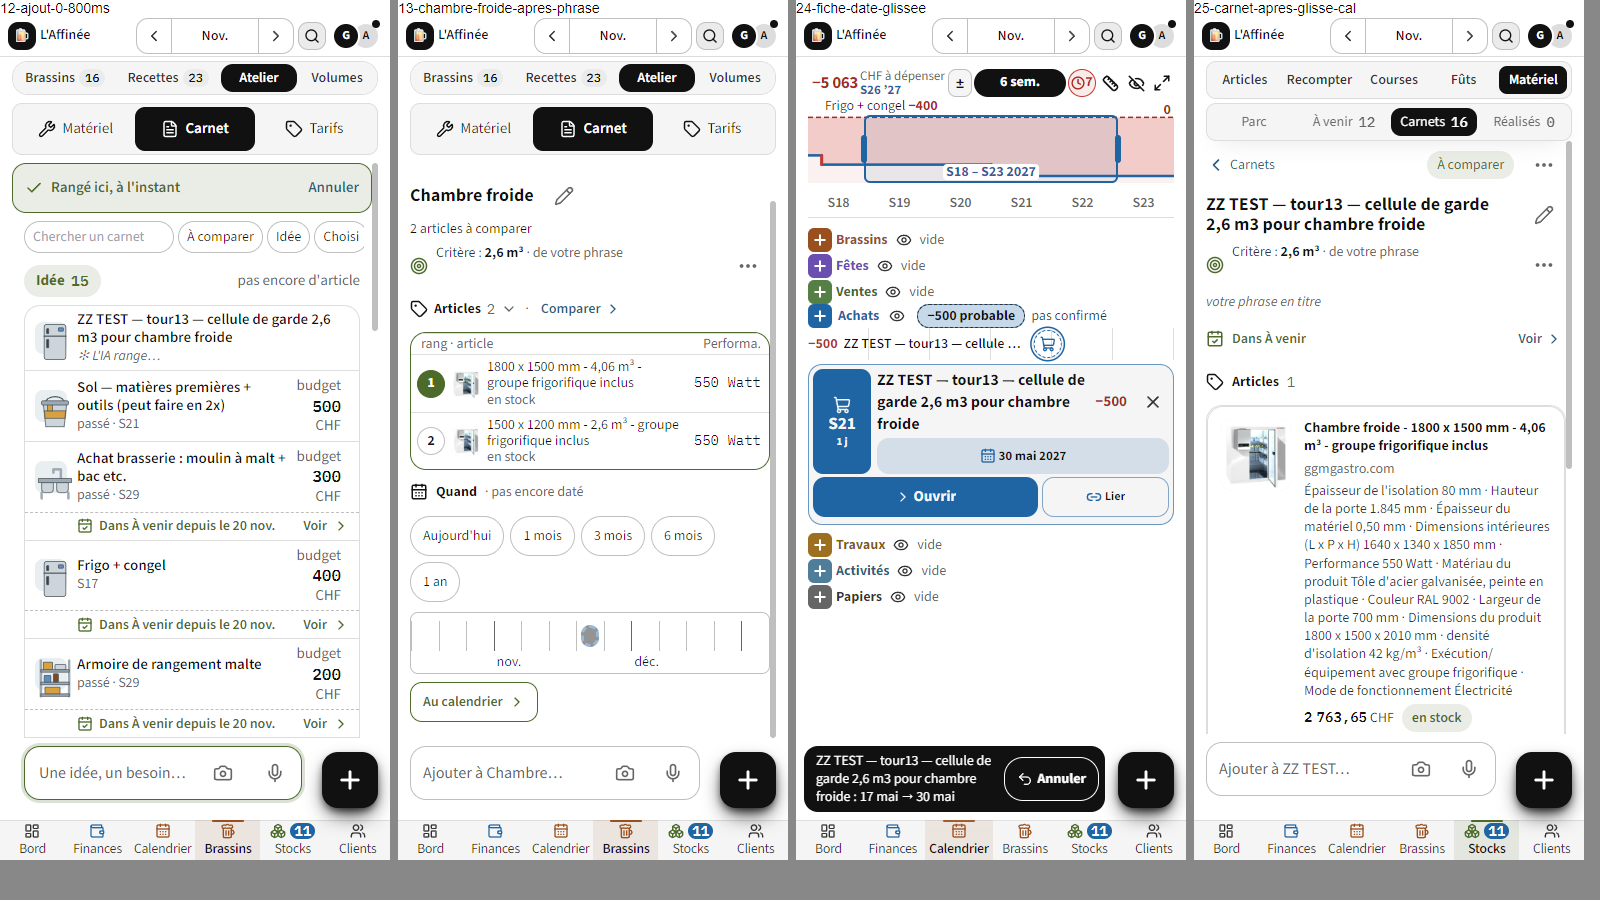 12-ajout-0-800ms
L'Affinée
Nov.
G
A
Brassins 16
Recettes 23
Atelier
Volumes
Matériel
Carnet
Tarifs
Rangé ici, à l'instant
Annuler
Chercher un carnet
À comparer
Idée
Choisi
Idée 15
pas encore d'article
ZZ TEST — tour13 — cellule de garde 2,6
m3 pour chambre froide
L'IA range…
Sol — matières premières +
outils (peut faire en 2x)
passé · S21
budget
500
CHF
Achat brasserie : moulin à malt +
bac etc.
passé · S29
budget
300
CHF
Dans À venir depuis le 20 nov.
Voir
Frigo + congel
S17
budget
400
CHF
Dans À venir depuis le 20 nov.
Voir
Armoire de rangement malte
passé · S29
budget
200
CHF
Dans À venir depuis le 20 nov.
Voir
Une idée, un besoin…
Bord
Finances
Calendrier
Brassins
11
Stocks
Clients
13-chambre-froide-apres-phrase
L'Affinée
Nov.
G
A
Brassins 16
Recettes 23
Atelier
Volumes
Matériel
Carnet
Tarifs
Chambre froide
2 articles à comparer
Critère : 2,6 m³ · de votre phrase
Articles 2
· Comparer
rang · article
Performa.
1
1800 x 1500 mm - 4,06 m³ -
groupe frigorifique inclus
en stock
550 Watt
2
1500 x 1200 mm - 2,6 m³ - groupe
frigorifique inclus
en stock
550 Watt
Quand · pas encore daté
Aujourd'hui
1 mois
3 mois
6 mois
1 an
nov.
déc.
Au calendrier
Ajouter à Chambre…
Bord
Finances
Calendrier
Brassins
11
Stocks
Clients
24-fiche-date-glissee
L'Affinée
Nov.
G
A
−5 063 CHF à dépenser
S26 '27
±
6 sem.
7
Frigo + congel −400
0
S18 – S23 2027
S18
S19
S20
S21
S22
S23
Brassins
vide
Fêtes
vide
Ventes
vide
Achats
−500 probable
pas confirmé
−500 ZZ TEST — tour13 — cellule …
S21
1 j
ZZ TEST — tour13 — cellule de
garde 2,6 m3 pour chambre
froide
−500
30 mai 2027
Ouvrir
Lier
Travaux
vide
Activités
vide
Papiers
vide
ZZ TEST — tour13 — cellule de
garde 2,6 m3 pour chambre
froide : 17 mai → 30 mai
Annuler
Bord
Finances
Calendrier
Brassins
11
Stocks
Clients
25-carnet-apres-glisse-cal
L'Affinée
Nov.
G
A
Articles
Recompter
Courses
Fûts
Matériel
Parc
À venir 12
Carnets 16
Réalisés 0
Carnets
À comparer
ZZ TEST — tour13 — cellule de garde
2,6 m3 pour chambre froide
Critère : 2,6 m³ · de votre phrase
votre phrase en titre
Dans À venir
Voir
Articles 1
Chambre froide - 1800 x 1500 mm - 4,06
m³ - groupe frigorifique inclus
ggmgastro.com
Épaisseur de l'isolation 80 mm · Hauteur
de la porte 1.845 mm · Épaisseur du
matériel 0,50 mm · Dimensions intérieures
(L x P x H) 1640 x 1340 x 1850 mm ·
Performance 550 Watt · Matériau du
produit Tôle d'acier galvanisée, peinte en
plastique · Couleur RAL 9002 · Largeur de
la porte 700 mm · Dimensions du produit
1800 x 1500 x 2010 mm · densité
d'isolation 42 kg/m³ · Exécution/
équipement avec groupe frigorifique ·
Mode de fonctionnement Électricité
2 763,65 CHF
en stock
Ajouter à ZZ TEST…
Bord
Finances
Calendrier
Brassins
11
Stocks
Clients